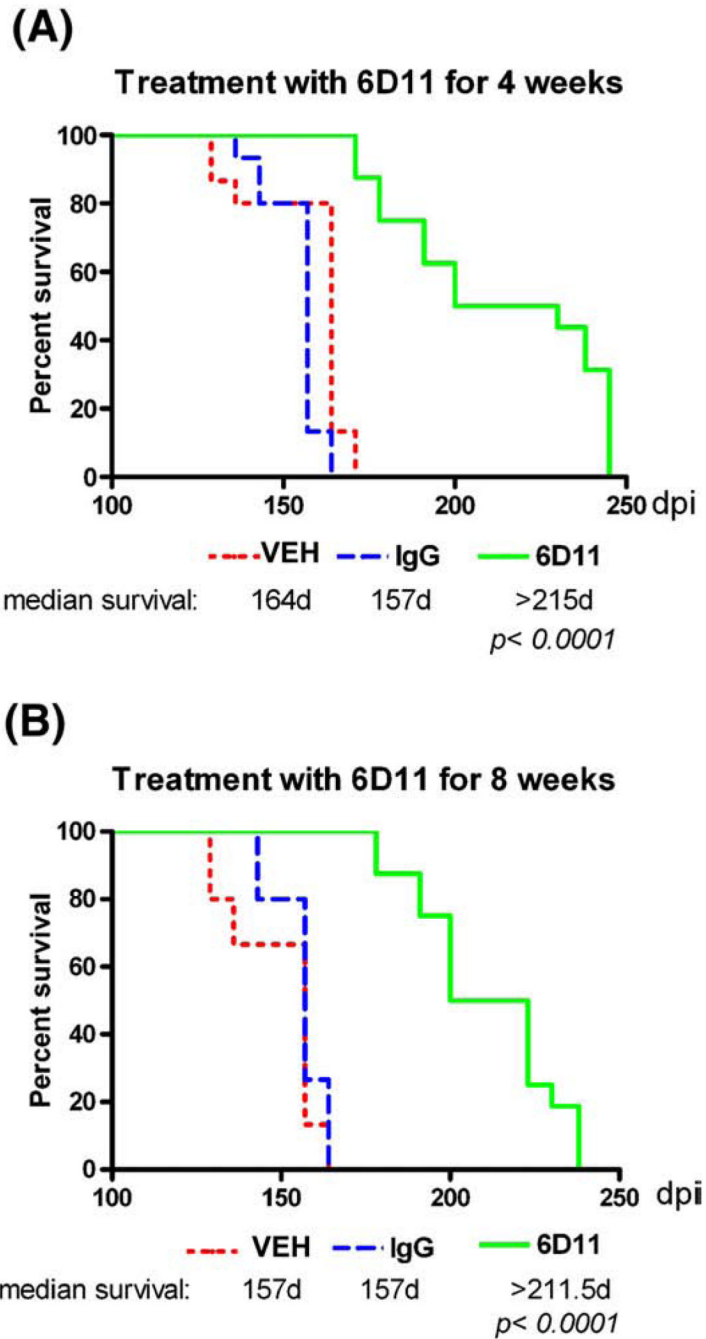 (A)
Treatment with 6D11 for 4 weeks
Percent survival
100
80
60
40
20
0
100 150 200 250 dpi
VEH IgG 6D11
median survival: 164d 157d >215d
p< 0.0001
(B)
Treatment with 6D11 for 8 weeks
Percent survival
100
80
60
40
20
0
100 150 200 250 dpi
VEH IgG 6D11
median survival: 157d 157d >211.5d
p< 0.0001